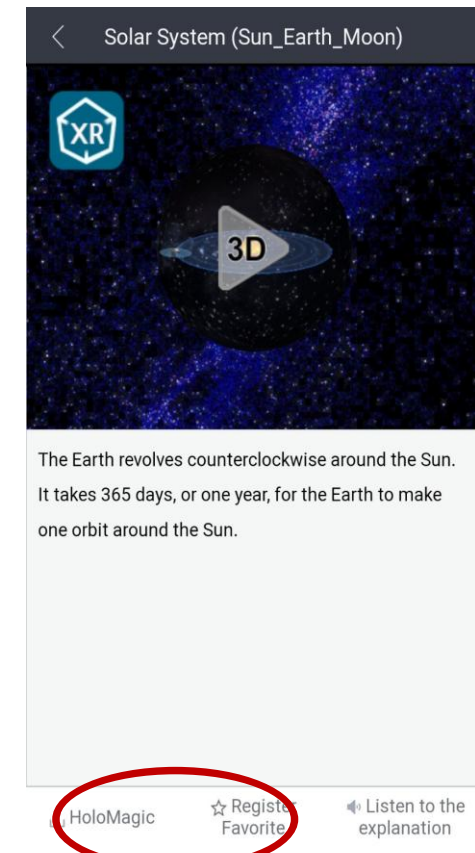 Solar System (Sun_Earth_Moon)
XR
3D
The Earth revolves counterclockwise around the Sun.
It takes 365 days, or one year, for the Earth to make
one orbit around the Sun.
HoloMagic
Register
Favorite
Listen to the
explanation